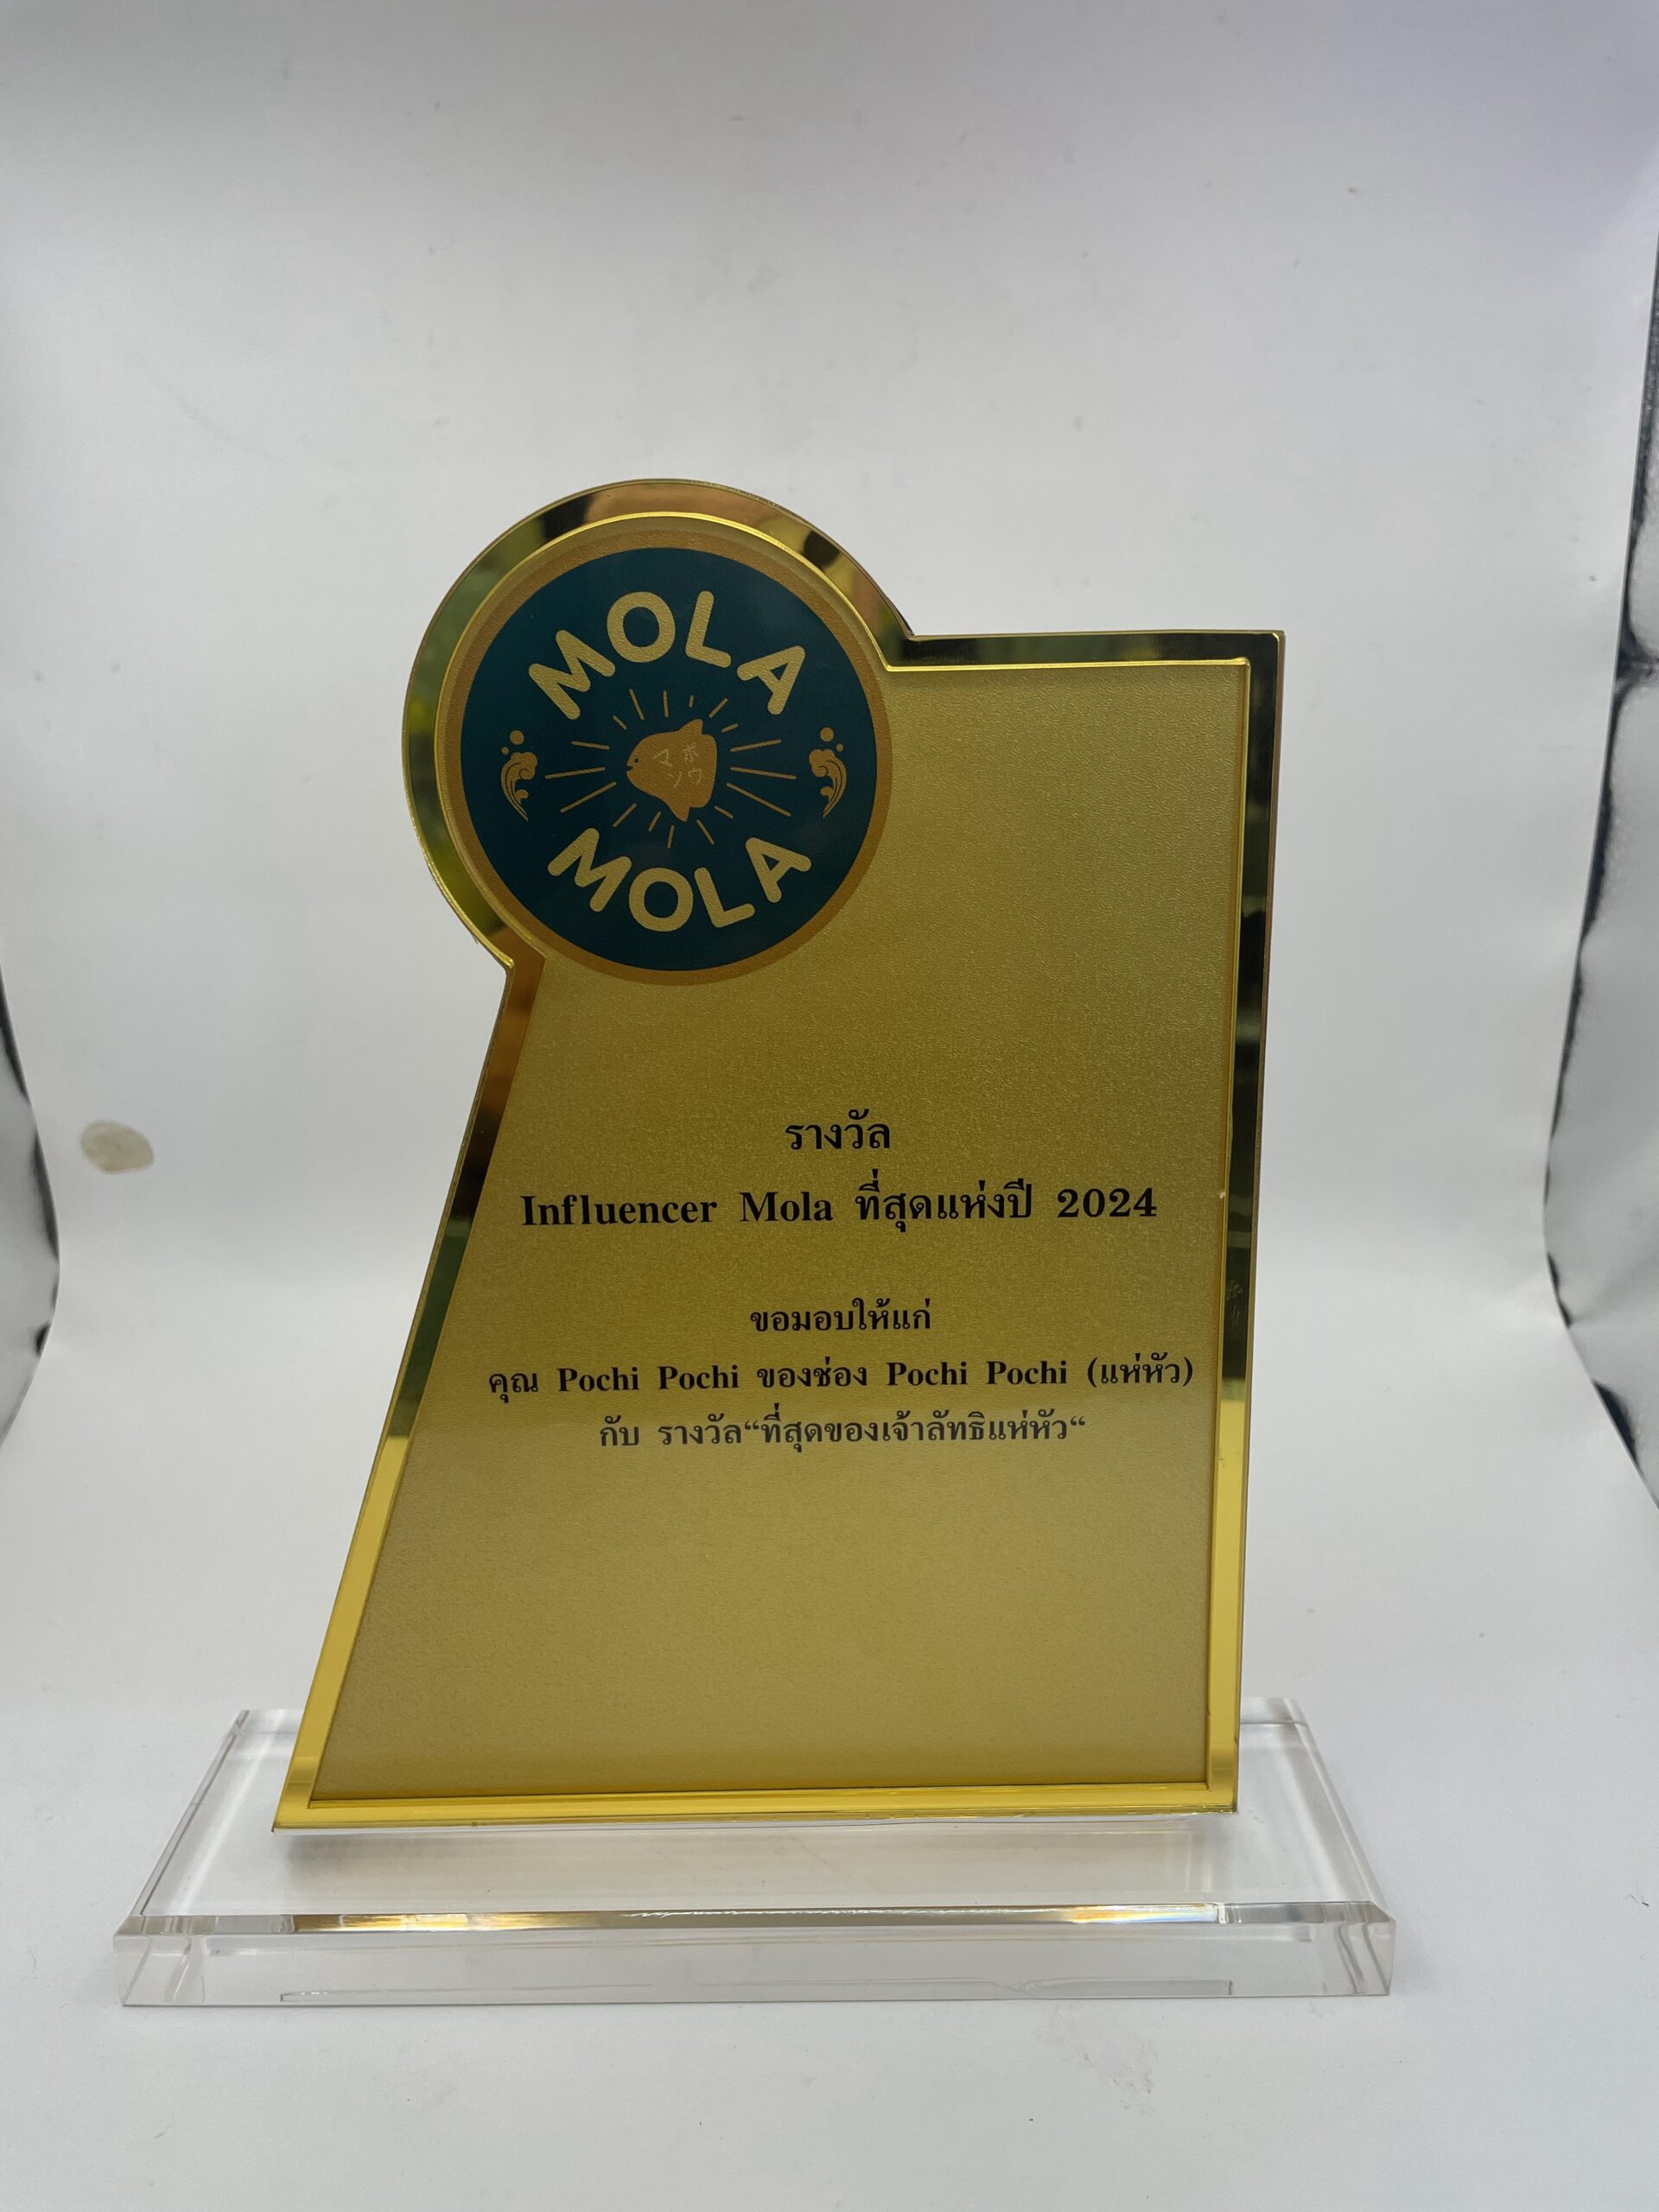 MOLA
マンボウ
MOLA
รางวัล
Influencer Mola ที่สุดแห่งปี 2024
ขอมอบให้แก่
คุณ Pochi Pochi ของช่อง Pochi Pochi (แห่หัว)
กับ รางวัล“ที่สุดของเจ้าลัทธิแห่หัว“